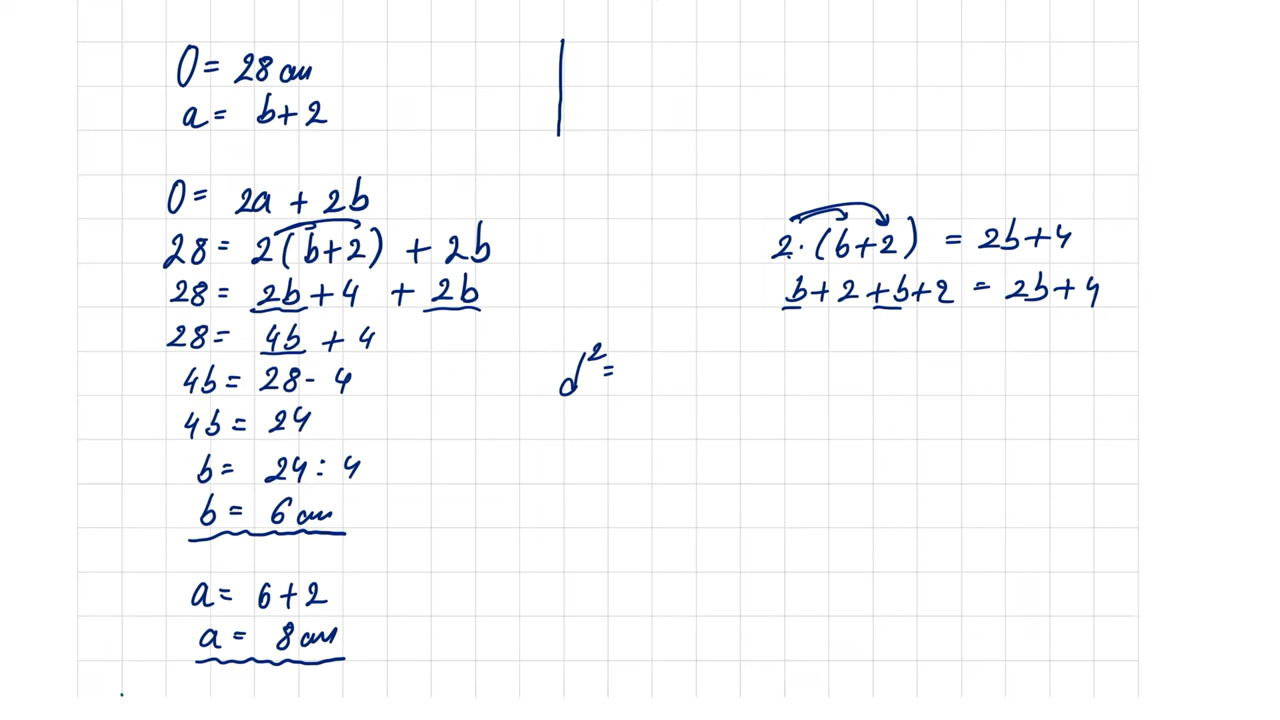 O = 28 cm
a = b + 2
O = 2a + 2b
28 = 2(b+2) + 2b
28 = 2b + 4 + 2b
28 = 4b + 4
4b = 28 - 4
4b = 24
b = 24 : 4
b = 6 cm
a = 6 + 2
a = 8 cm
d² =
2·(b+2) = 2b+4
b+2+b+2 = 2b+4